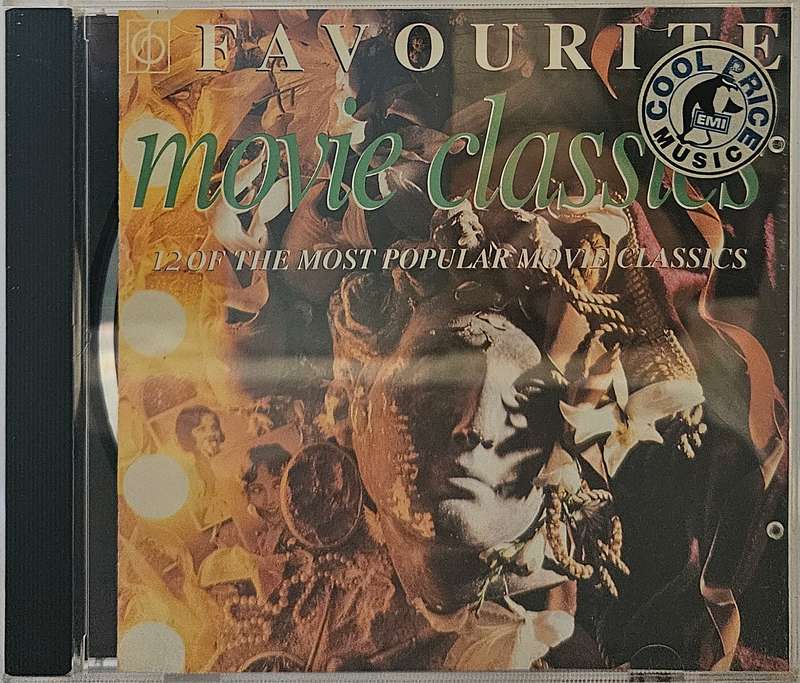 FAVOURITE
movie classics
12 OF THE MOST POPULAR MOVIE CLASSICS
COOL PRICE
EMI
MUSIC